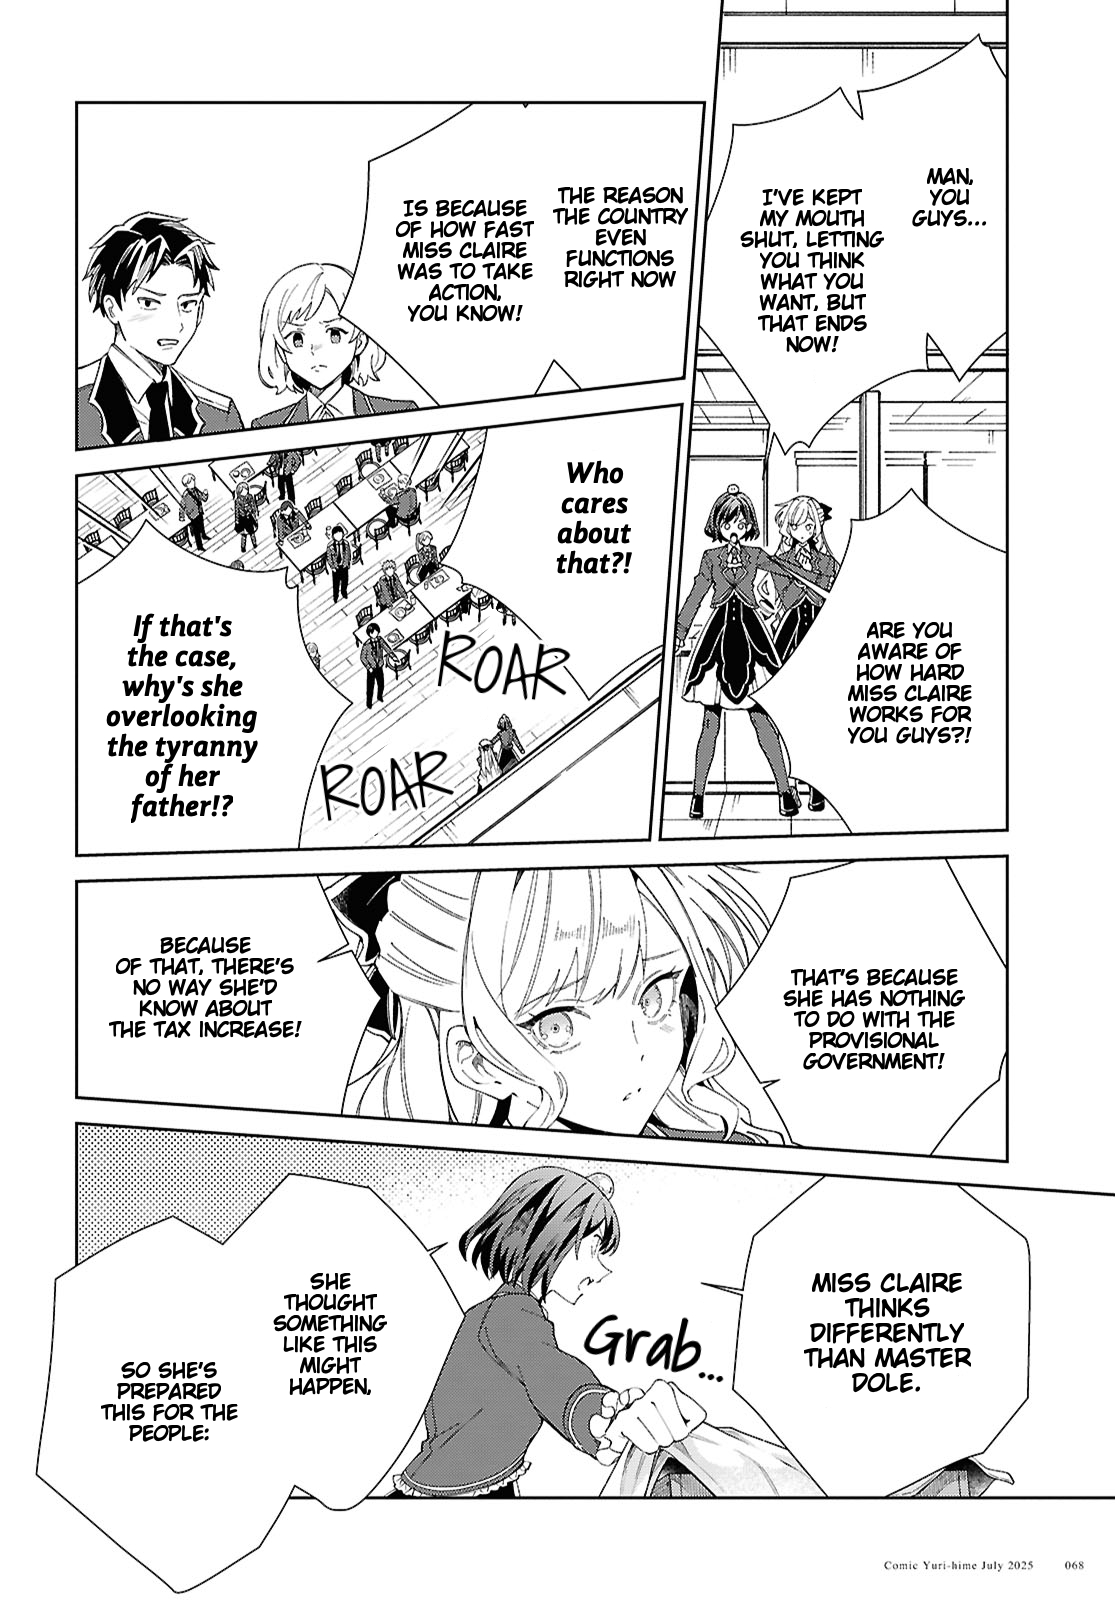 MAN,
YOU
GUYS...
I'VE KEPT
MY MOUTH
SHUT, LETTING
YOU THINK
WHAT YOU
WANT, BUT
THAT ENDS
NOW!
ARE YOU
AWARE OF
HOW HARD
MISS CLAIRE
WORKS FOR
YOU GUYS?!
THE REASON
THE COUNTRY
EVEN
FUNCTIONS
RIGHT NOW
IS BECAUSE
OF HOW FAST
MISS CLAIRE
WAS TO TAKE
ACTION,
YOU KNOW!
Who
cares
about
that?!
ROAR
ROAR
If that's
the case,
why's she
overlooking
the tyranny
of her
father!?
THAT'S BECAUSE
SHE HAS NOTHING
TO DO WITH THE
PROVISIONAL
GOVERNMENT!
BECAUSE
OF THAT, THERE'S
NO WAY SHE'D
KNOW ABOUT
THE TAX INCREASE!
MISS CLAIRE
THINKS
DIFFERENTLY
THAN MASTER
DOLE.
Grab...
SHE
THOUGHT
SOMETHING
LIKE THIS
MIGHT
HAPPEN,
SO SHE'S
PREPARED
THIS FOR THE
PEOPLE:
Comic Yuri-hime July 2025 068